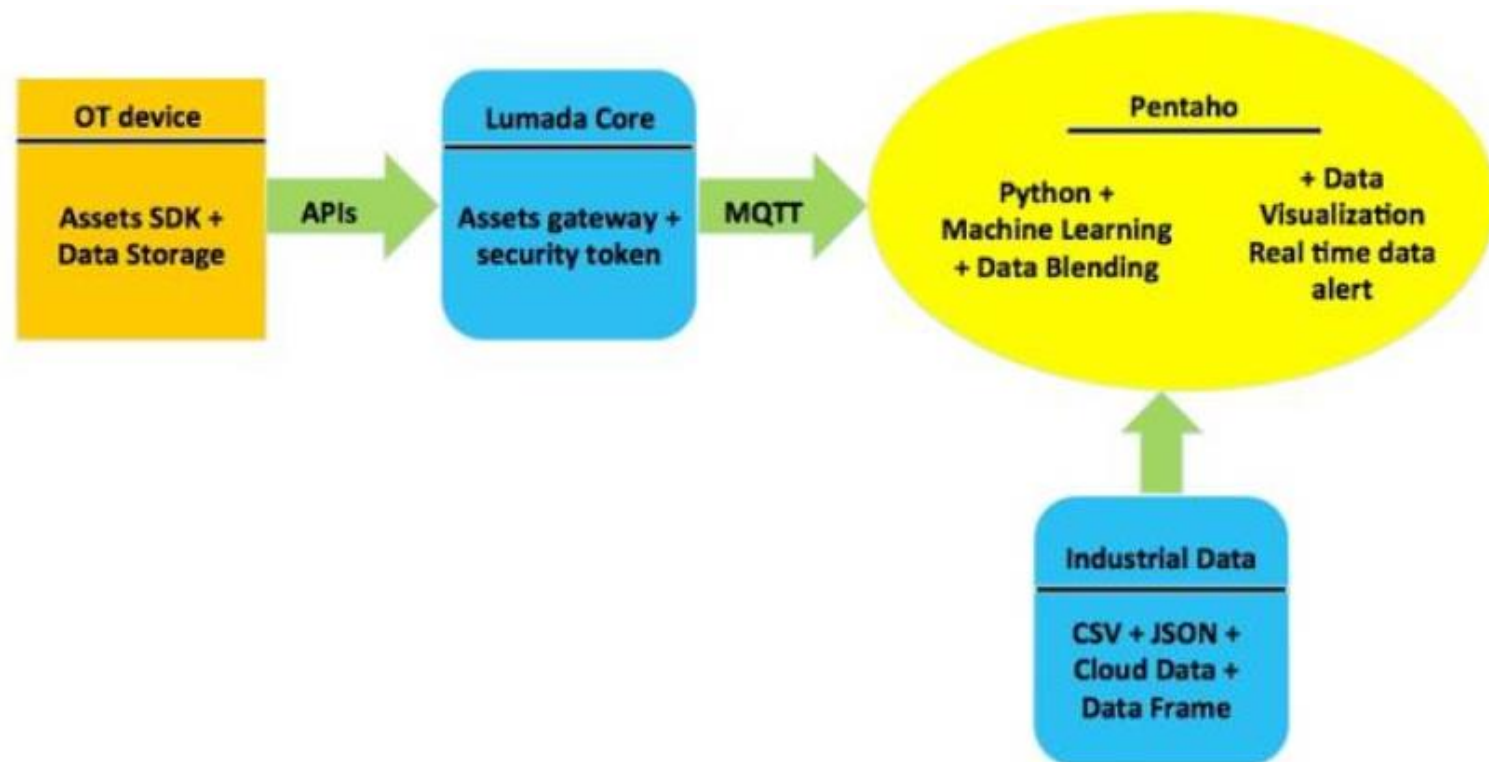 OT device
Assets SDK +
Data Storage
APIs
Lumada Core
Assets gateway +
security token
MQTT
Pentaho
Python +
Machine Learning
+ Data Blending
+ Data
Visualization
Real time data
alert
Industrial Data
CSV + JSON +
Cloud Data +
Data Frame